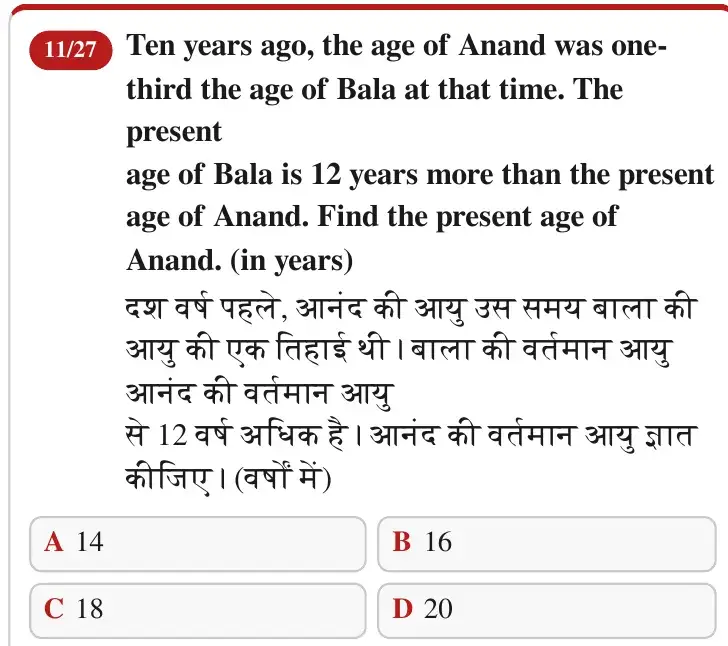 11/27 Ten years ago, the age of Anand was one-
third the age of Bala at that time. The
present
age of Bala is 12 years more than the present
age of Anand. Find the present age of
Anand. (in years)
दश वर्ष पहले, आनंद की आयु उस समय बाला की
आयु की एक तिहाई थी। बाला की वर्तमान आयु
आनंद की वर्तमान आयु
से 12 वर्ष अधिक है। आनंद की वर्तमान आयु ज्ञात
कीजिए। (वर्षों में)
A 14
B 16
C 18
D 20